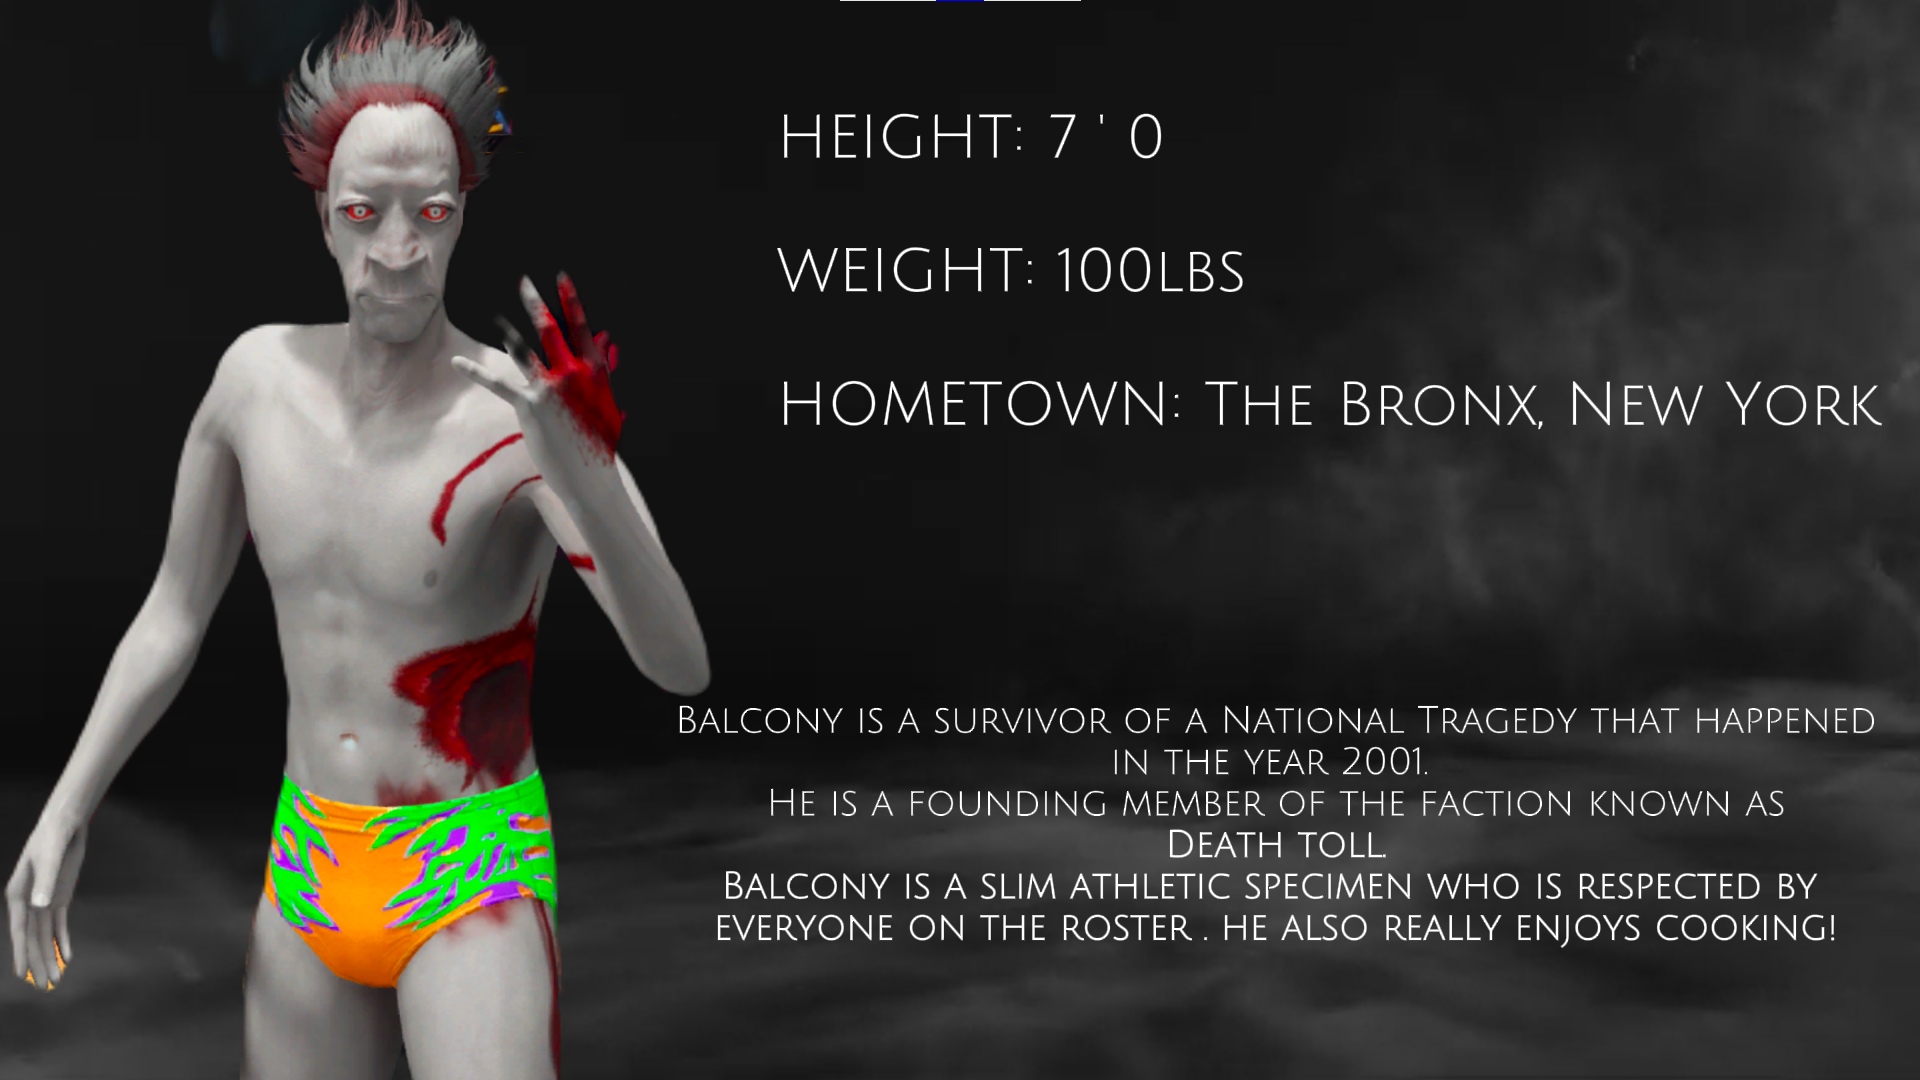 HEIGHT: 7 ' 0
WEIGHT: 100LBS
HOMETOWN: THE BRONX, NEW YORK
BALCONY IS A SURVIVOR OF A NATIONAL TRAGEDY THAT HAPPENED
IN THE YEAR 2001.
HE IS A FOUNDING MEMBER OF THE FACTION KNOWN AS
DEATH TOLL.
BALCONY IS A SLIM ATHLETIC SPECIMEN WHO IS RESPECTED BY
EVERYONE ON THE ROSTER . HE ALSO REALLY ENJOYS COOKING!